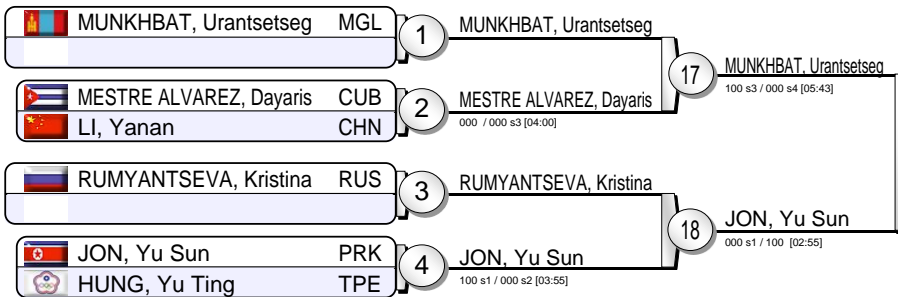 MUNKHBAT, Urantsetseg MGL
1
MUNKHBAT, Urantsetseg
MESTRE ALVAREZ, Dayaris CUB
LI, Yanan CHN
2
MESTRE ALVAREZ, Dayaris
000 / 000 s3 [04:00]
17
MUNKHBAT, Urantsetseg
100 s3 / 000 s4 [05:43]
RUMYANTSEVA, Kristina RUS
3
RUMYANTSEVA, Kristina
JON, Yu Sun PRK
HUNG, Yu Ting TPE
4
JON, Yu Sun
100 s1 / 000 s2 [03:55]
18
JON, Yu Sun
000 s1 / 100 [02:55]